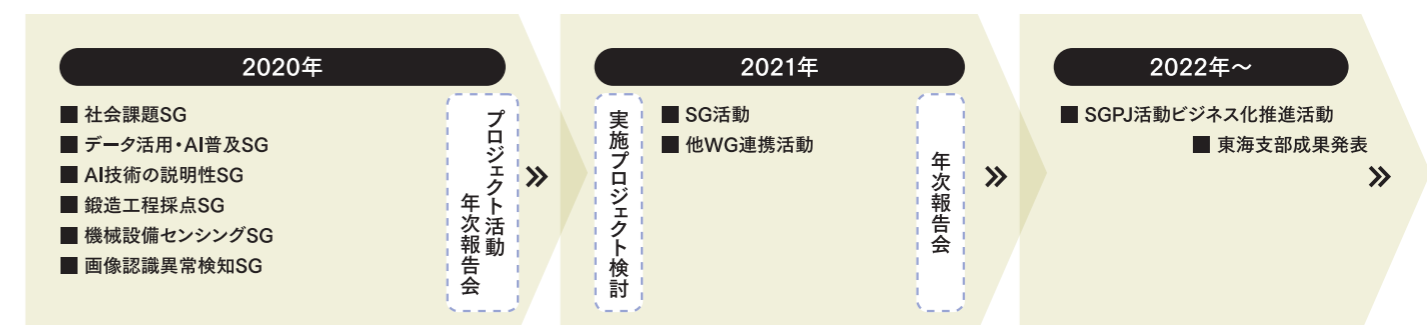 2020年
■ 社会課題SG
■ データ活用・AI普及SG
■ AI技術の説明性SG
■ 鍛造工程採点SG
■ 機械設備センシングSG
■ 画像認識異常検知SG
プロジェクト活動
年次報告会
»
2021年
実施プロジェクト検討
■ SG活動
■ 他WG連携活動
年次報告会
»
2022年～
■ SGPJ活動ビジネス化推進活動
■ 東海支部成果発表
»